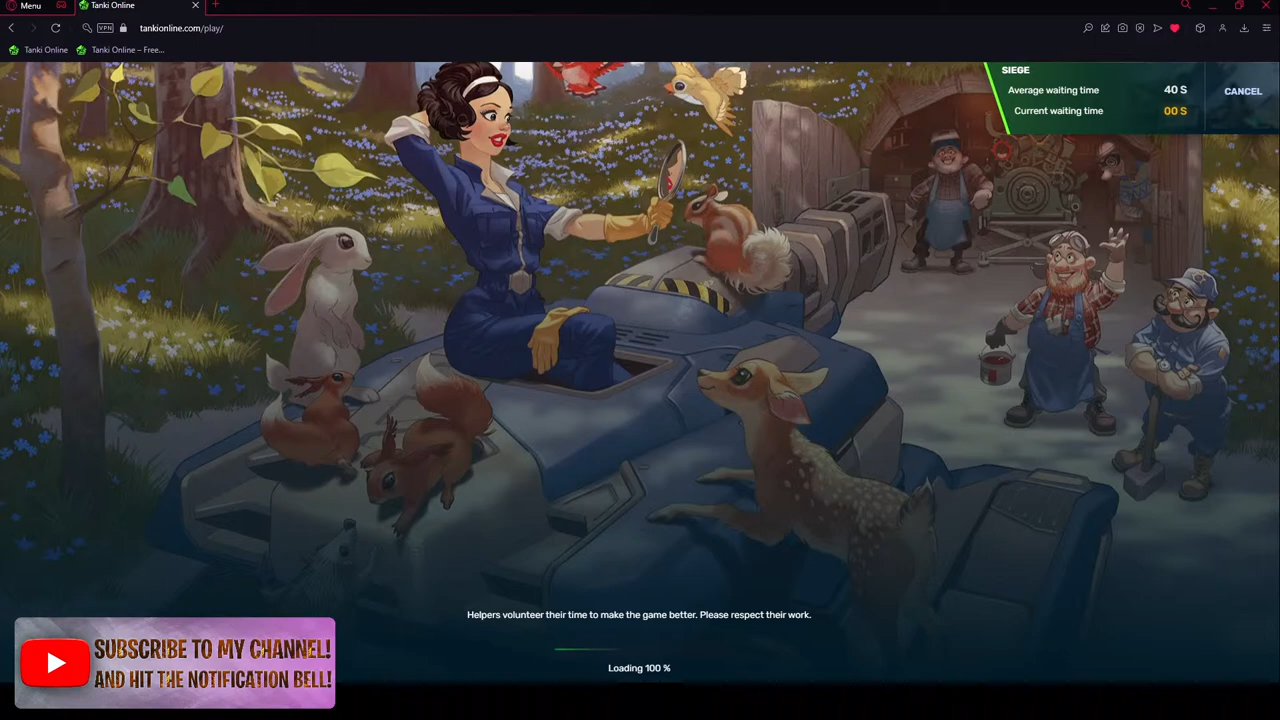 Menu
Tanki Online
VPN
tankionline.com/play/
Tanki Online
Tanki Online – Free...
SIEGE
Average waiting time 40 S
Current waiting time 00 S
CANCEL
Helpers volunteer their time to make the game better. Please respect their work.
Loading 100 %
SUBSCRIBE TO MY CHANNEL!
AND HIT THE NOTIFICATION BELL!